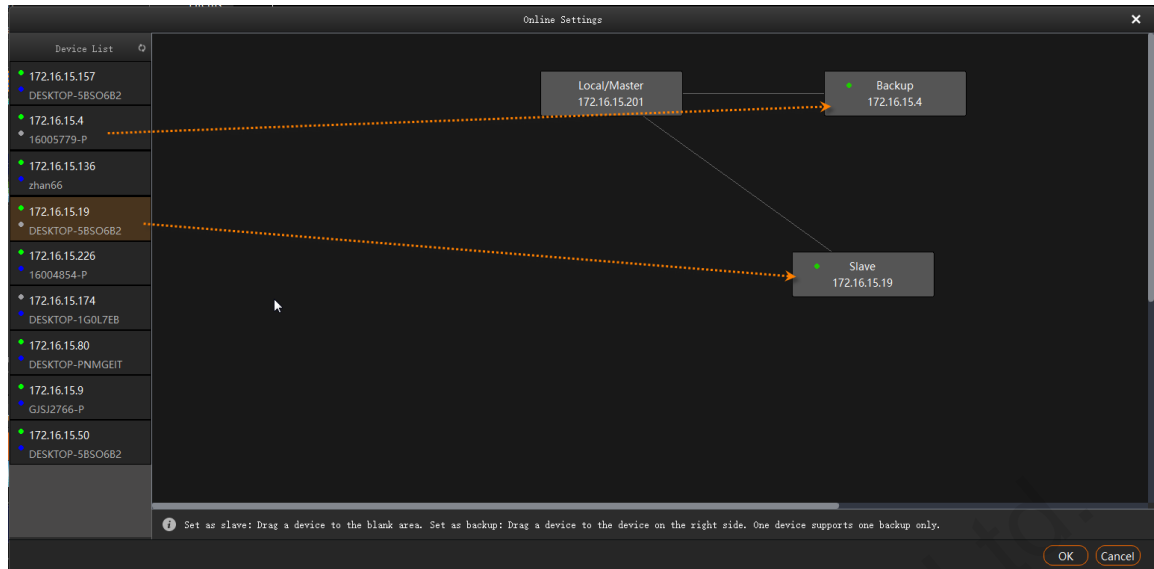 Online Settings
Device List
172.16.15.157
DESKTOP-5BSO6B2
172.16.15.4
16005779-P
172.16.15.136
zhan66
172.16.15.19
DESKTOP-5BSO6B2
172.16.15.226
16004854-P
172.16.15.174
DESKTOP-1G0L7EB
172.16.15.80
DESKTOP-PNMGEIT
172.16.15.9
GJSJ2766-P
172.16.15.50
DESKTOP-5BSO6B2
Local/Master
172.16.15.201
Backup
172.16.15.4
Slave
172.16.15.19
Set as slave: Drag a device to the blank area. Set as backup: Drag a device to the device on the right side. One device supports one backup only.
OK
Cancel